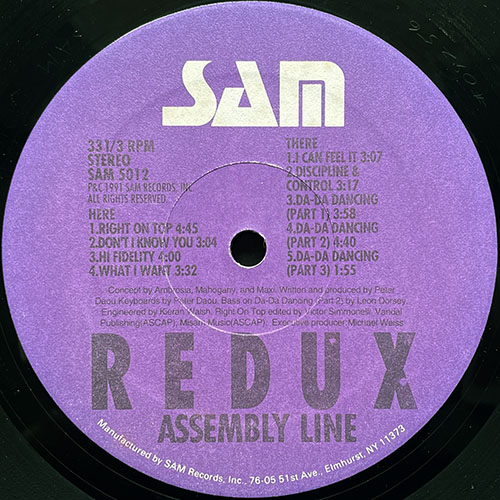 SAM
33 1/3 RPM
STEREO
SAM 5012
P&C 1991 SAM RECORDS, INC.
ALL RIGHTS RESERVED
HERE
1.RIGHT ON TOP 4:45
2.DON'T I KNOW YOU 3:04
3.HI FIDELITY 4:00
4.WHAT I WANT 3:32
THERE
1.I CAN FEEL IT 3:07
2.DISCIPLINE &
CONTROL 3:17
3.DA-DA DANCING
(PART 1) 3:58
4.DA-DA DANCING
(PART 2) 4:40
5.DA-DA DANCING
(PART 3) 1:55
Concept by Ambrosia, Mahogany, and Maxi. Written and produced by Peter
Daou Keyboards by Peter Daou, Bass on Da-Da Dancing (Part 2) by Leon Dorsey.
Engineered by Kieran Walsh. Right On Top edited by Victor Simmonelli. Vandal
Publishing(ASCAP), Misam Music(ASCAP). Executive producer Michael Weiss
REDUX
ASSEMBLY LINE
Manufactured by SAM Records, Inc., 76-05 51st Ave., Elmhurst, NY 11373